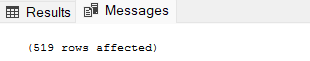 Results Messages
(519 rows affected)